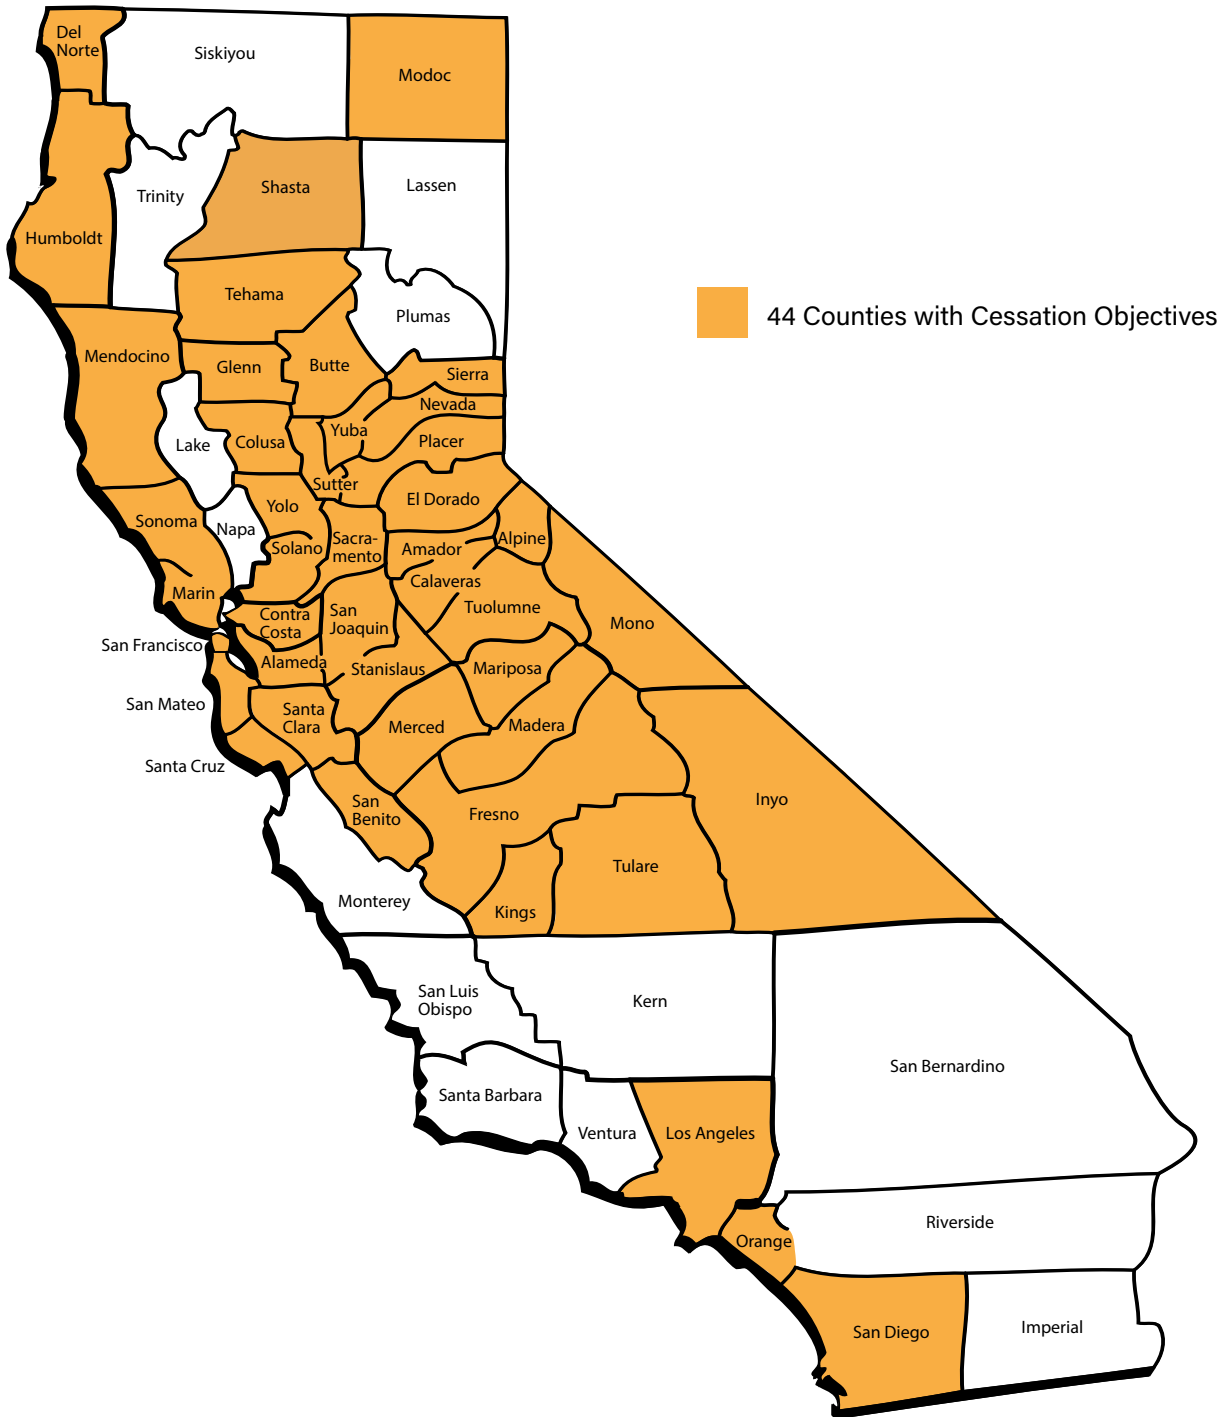 Del
Norte
Siskiyou
Modoc
Trinity
Shasta
Lassen
Humboldt
Tehama
Plumas
44 Counties with Cessation Objectives
Mendocino
Glenn
Butte
Sierra
Nevada
Lake
Colusa
Yuba
Placer
Sutter
El Dorado
Sonoma
Napa
Yolo
Solano
Sacra-
mento
Amador
Alpine
Calaveras
Marin
Contra
Costa
San
Joaquin
Tuolumne
Mono
San Francisco
Alameda
Stanislaus
Mariposa
San Mateo
Santa
Clara
Merced
Madera
Santa Cruz
San
Benito
Fresno
Inyo
Tulare
Monterey
Kings
San Luis
Obispo
Kern
San Bernardino
Santa Barbara
Ventura
Los Angeles
Riverside
Orange
San Diego
Imperial